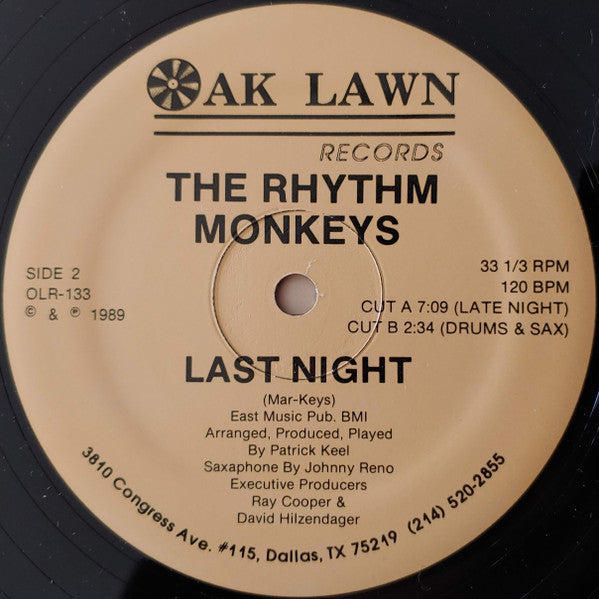 OAK LAWN
RECORDS
THE RHYTHM
MONKEYS
SIDE 2
OLR-133
© & ℗ 1989
33 1/3 RPM
120 BPM
CUT A 7:09 (LATE NIGHT)
CUT B 2:34 (DRUMS & SAX)
LAST NIGHT
(Mar-Keys)
East Music Pub. BMI
Arranged, Produced, Played
By Patrick Keel
Saxaphone By Johnny Reno
Executive Producers
Ray Cooper &
David Hilzendager
3810 Congress Ave. #115, Dallas, TX 75219 (214) 520-2855